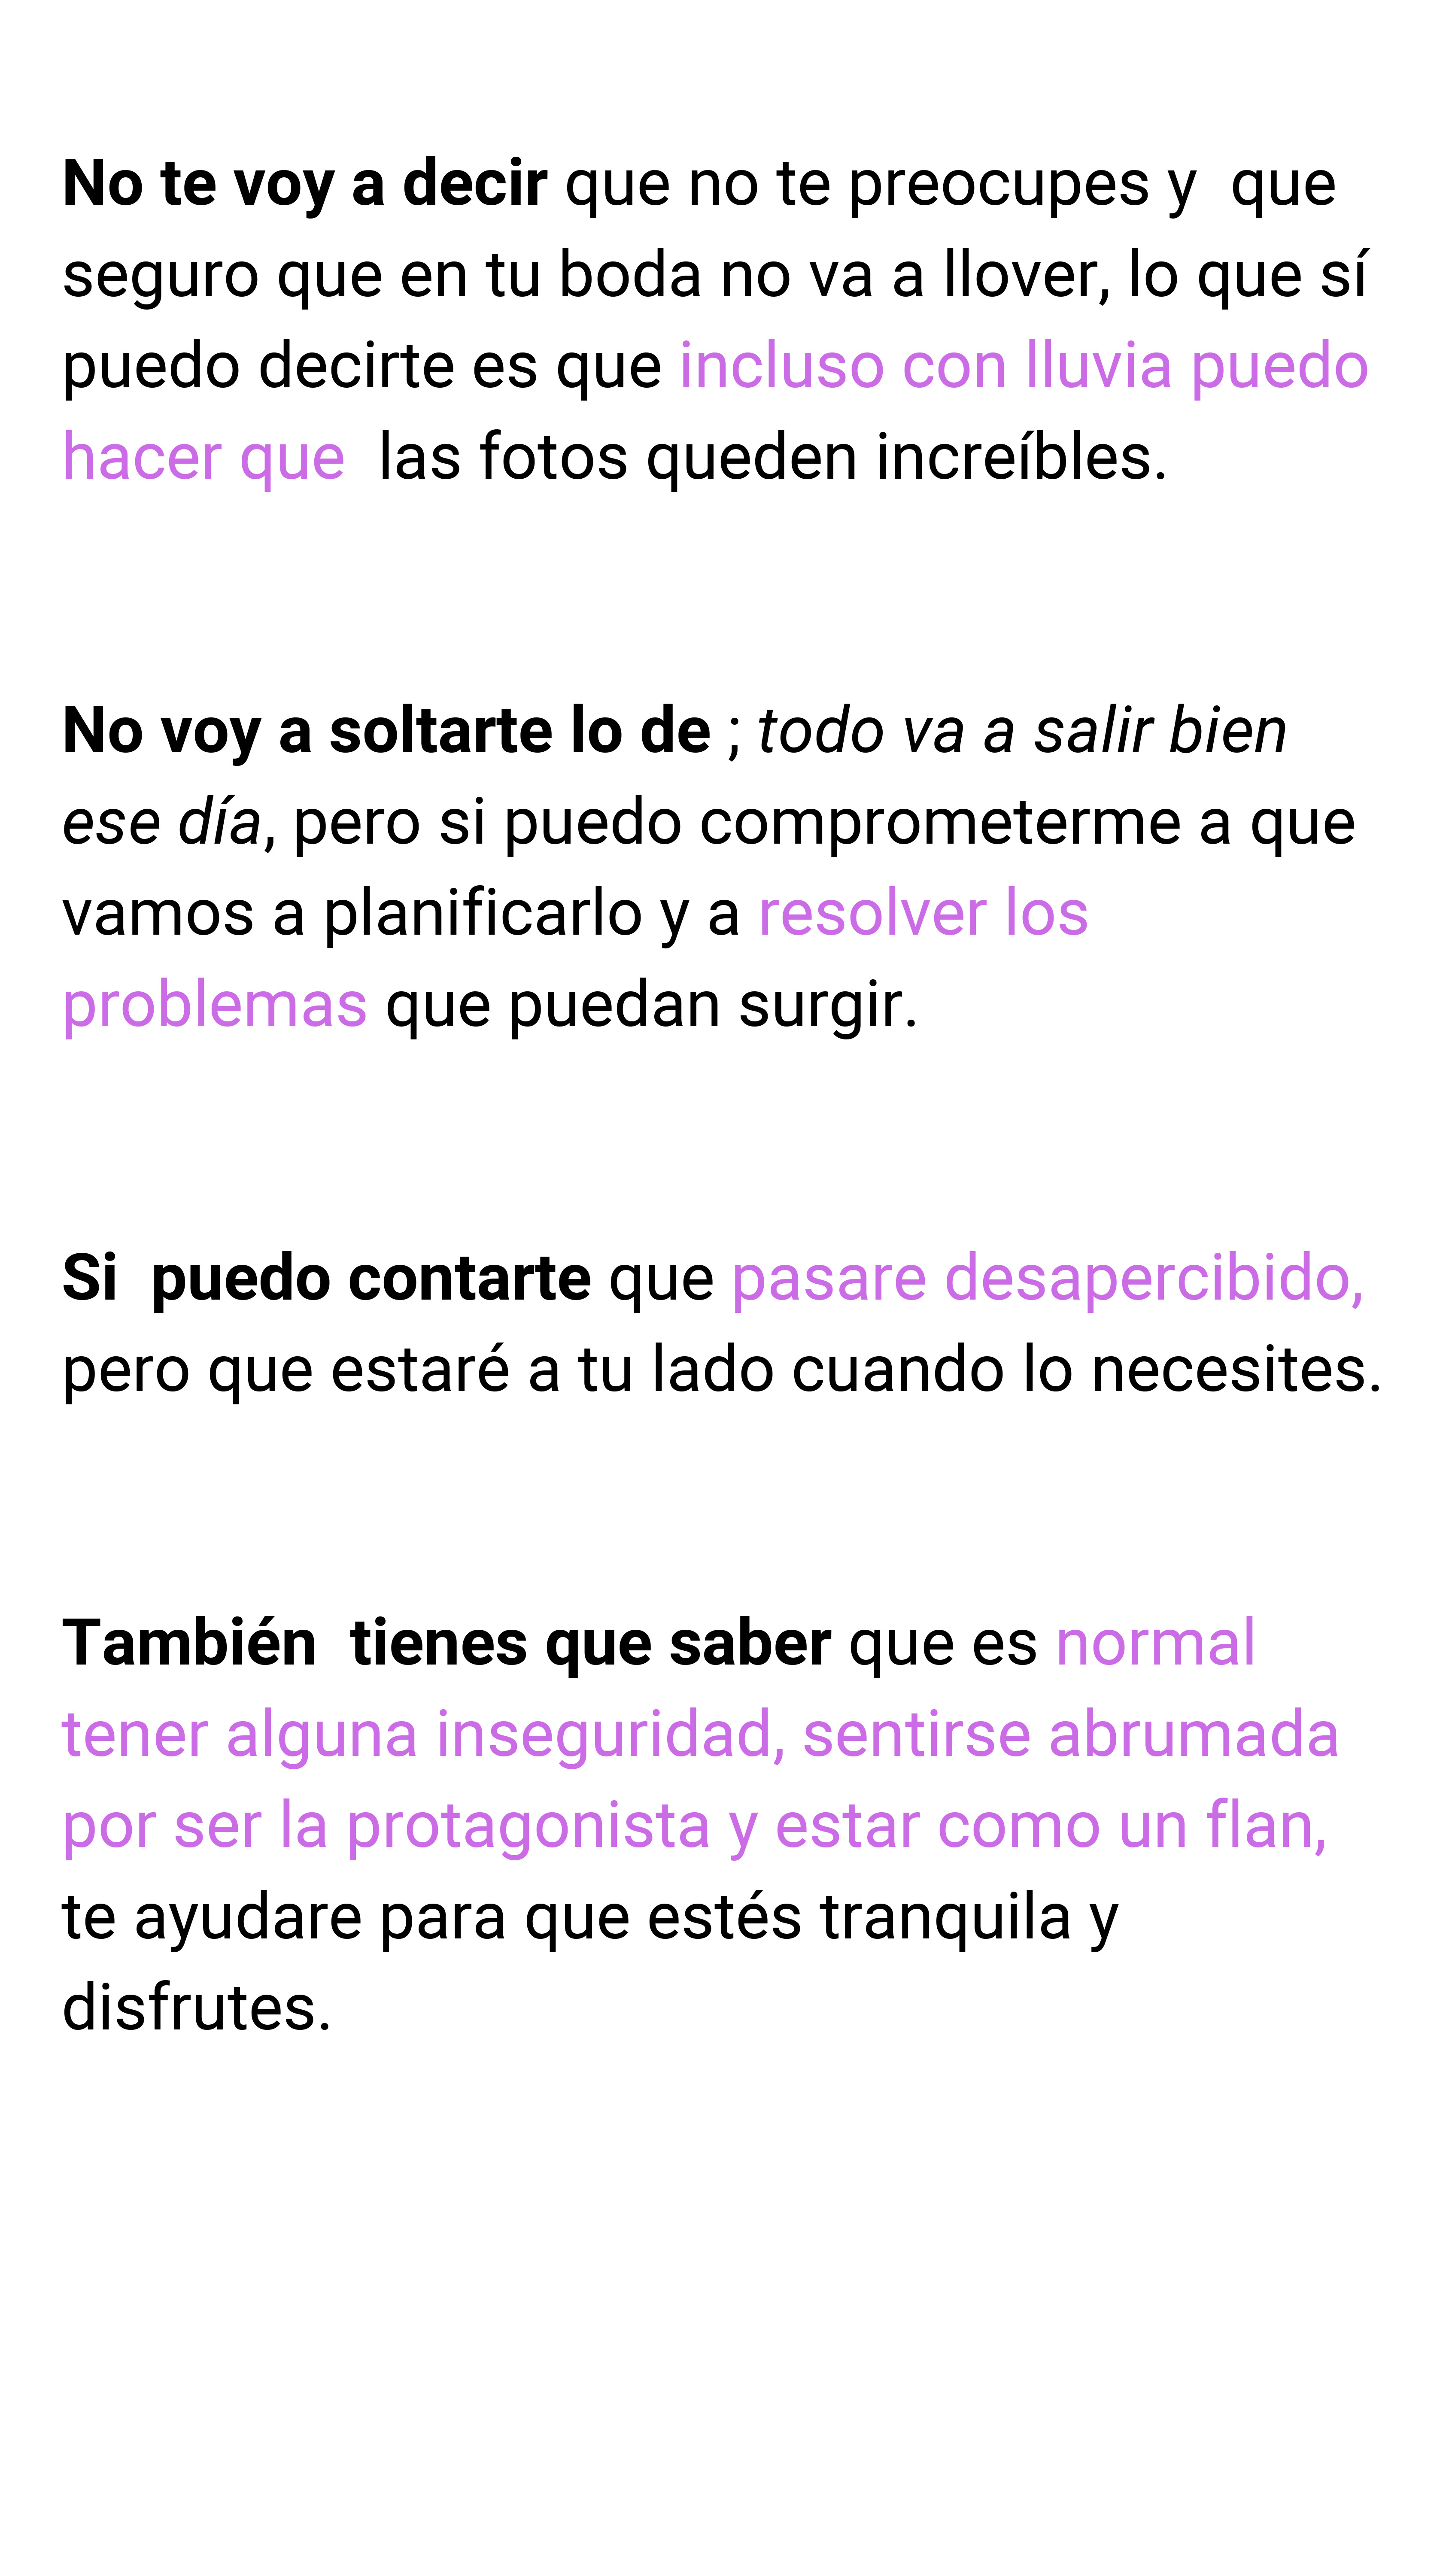 No te voy a decir que no te preocupes y  que
seguro que en tu boda no va a llover, lo que sí
puedo decirte es que incluso con lluvia puedo
hacer que  las fotos queden increíbles.
No voy a soltarte lo de ; todo va a salir bien
ese día, pero si puedo comprometerme a que
vamos a planificarlo y a resolver los
problemas que puedan surgir.
Si  puedo contarte que pasare desapercibido,
pero que estaré a tu lado cuando lo necesites.
También  tienes que saber que es normal
tener alguna inseguridad, sentirse abrumada
por ser la protagonista y estar como un flan,
te ayudare para que estés tranquila y
disfrutes.